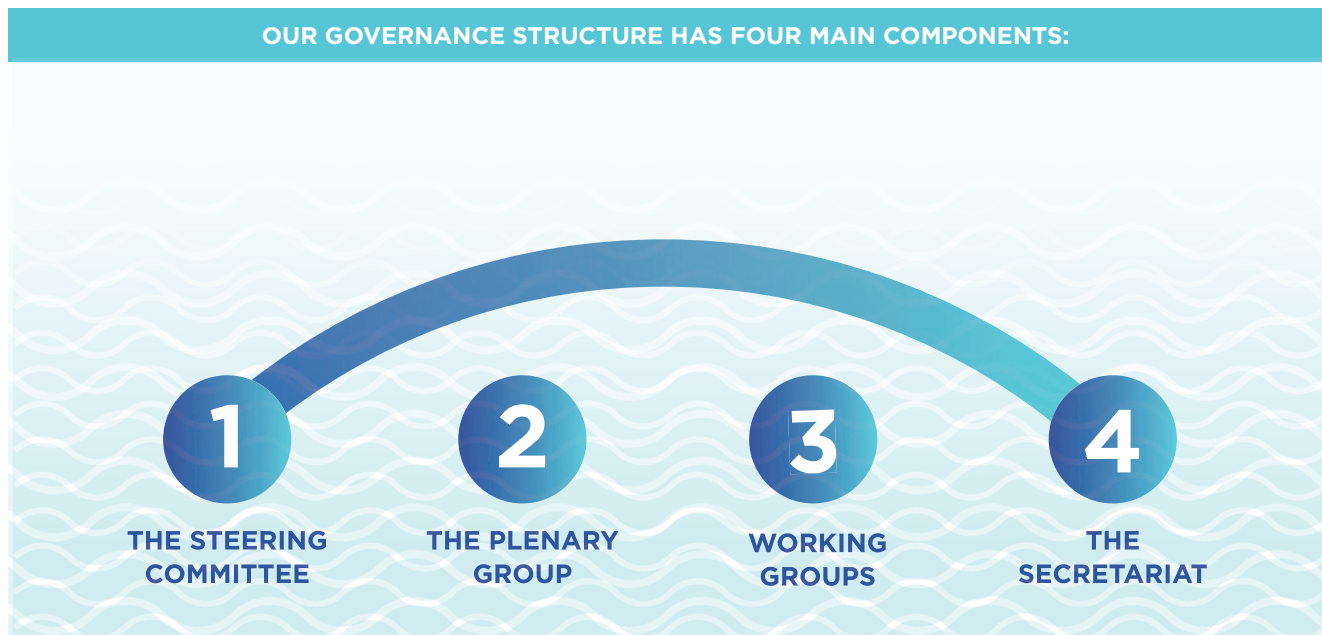 OUR GOVERNANCE STRUCTURE HAS FOUR MAIN COMPONENTS:
1
THE STEERING
COMMITTEE
2
THE PLENARY
GROUP
3
WORKING
GROUPS
4
THE
SECRETARIAT